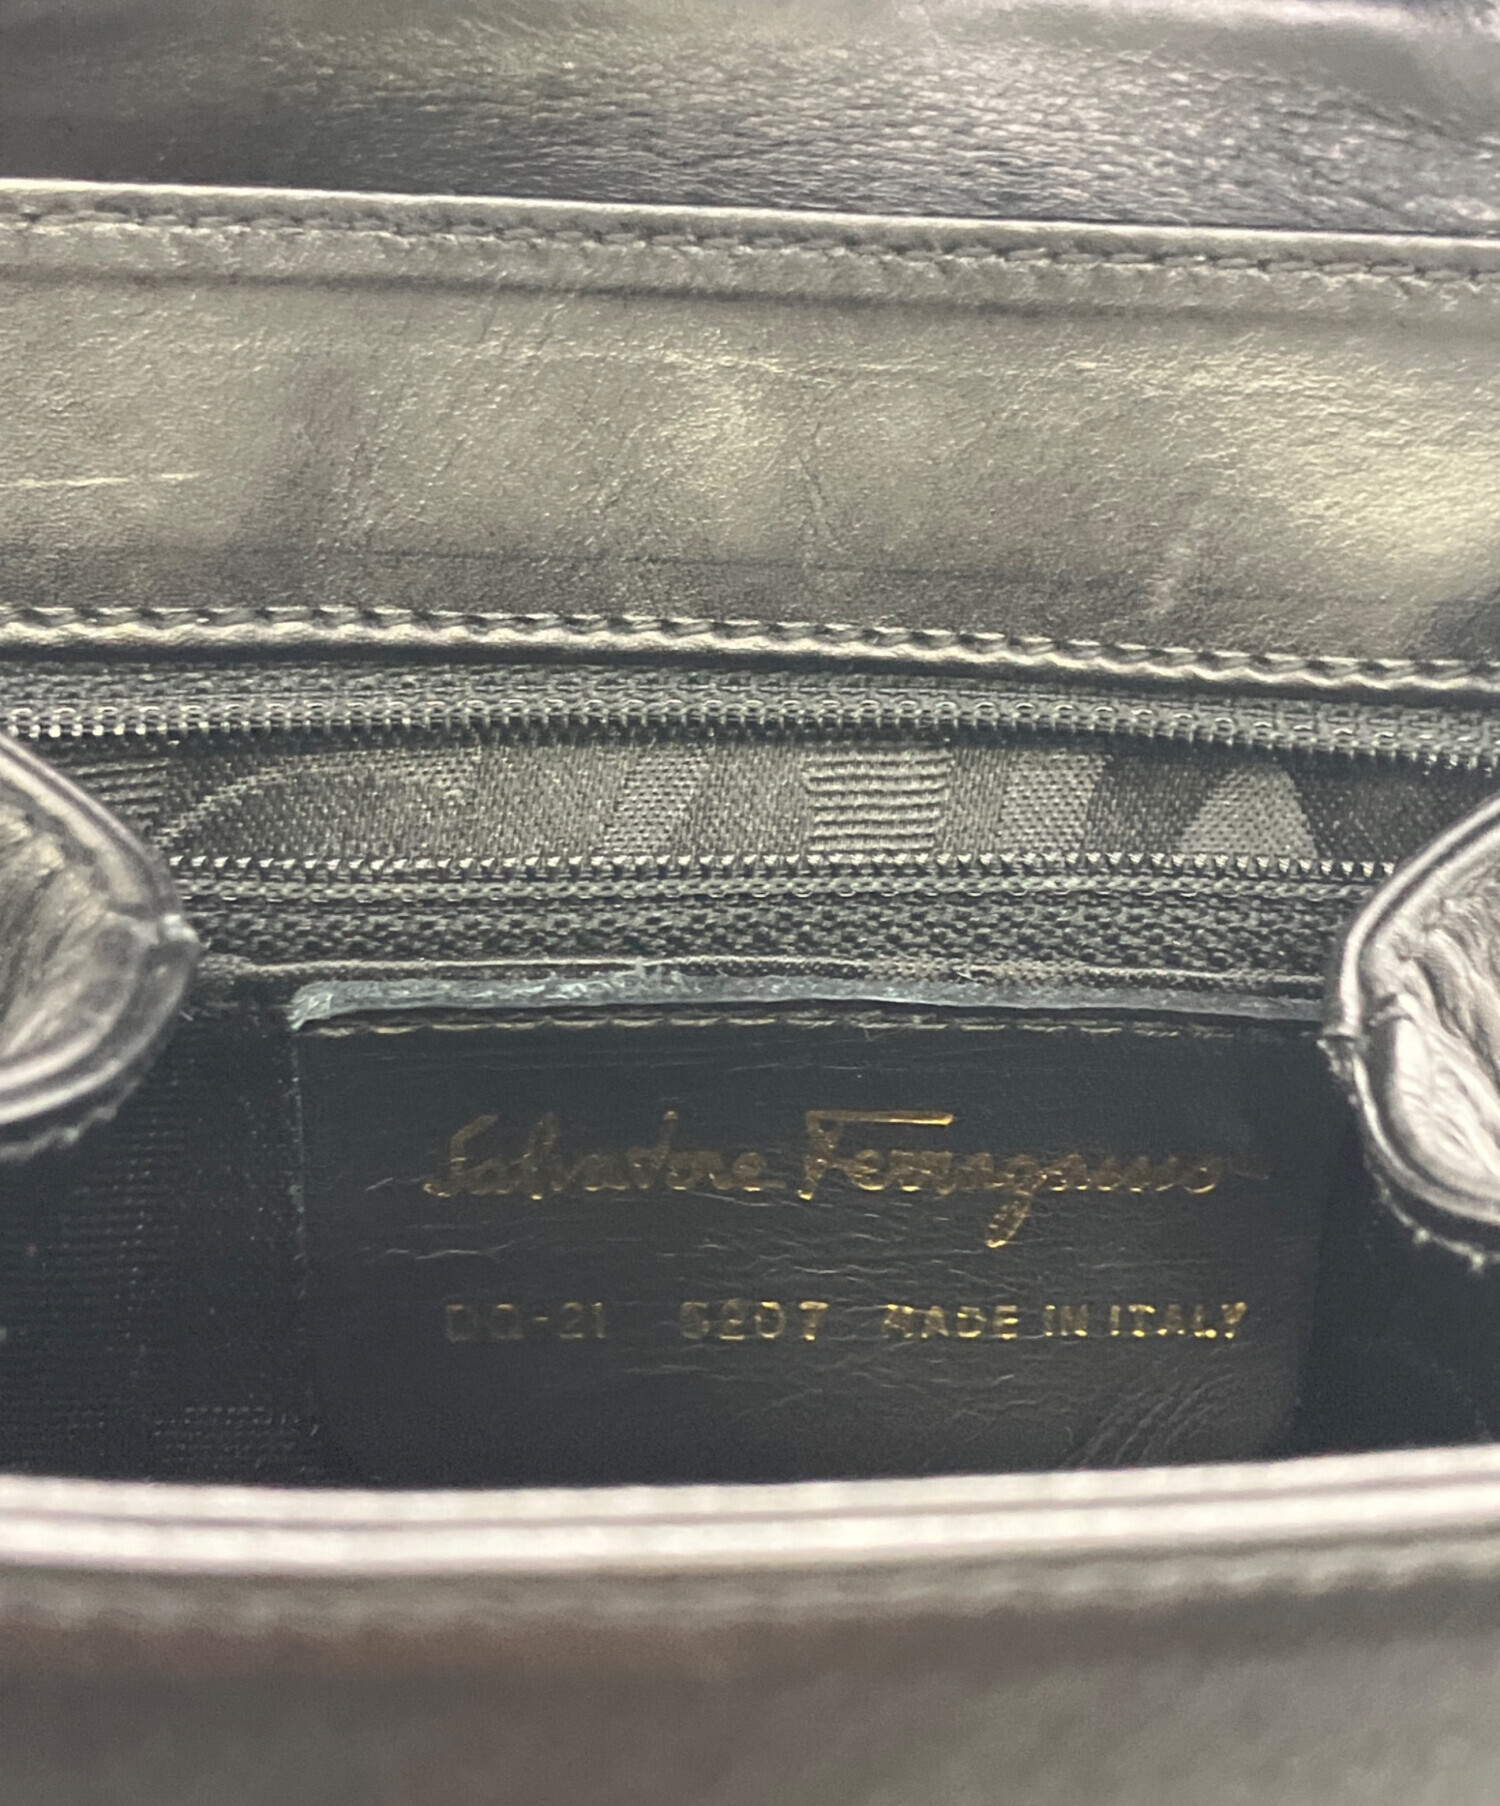 Salvatore Ferragamo
DQ-21 5207 MADE IN ITALY